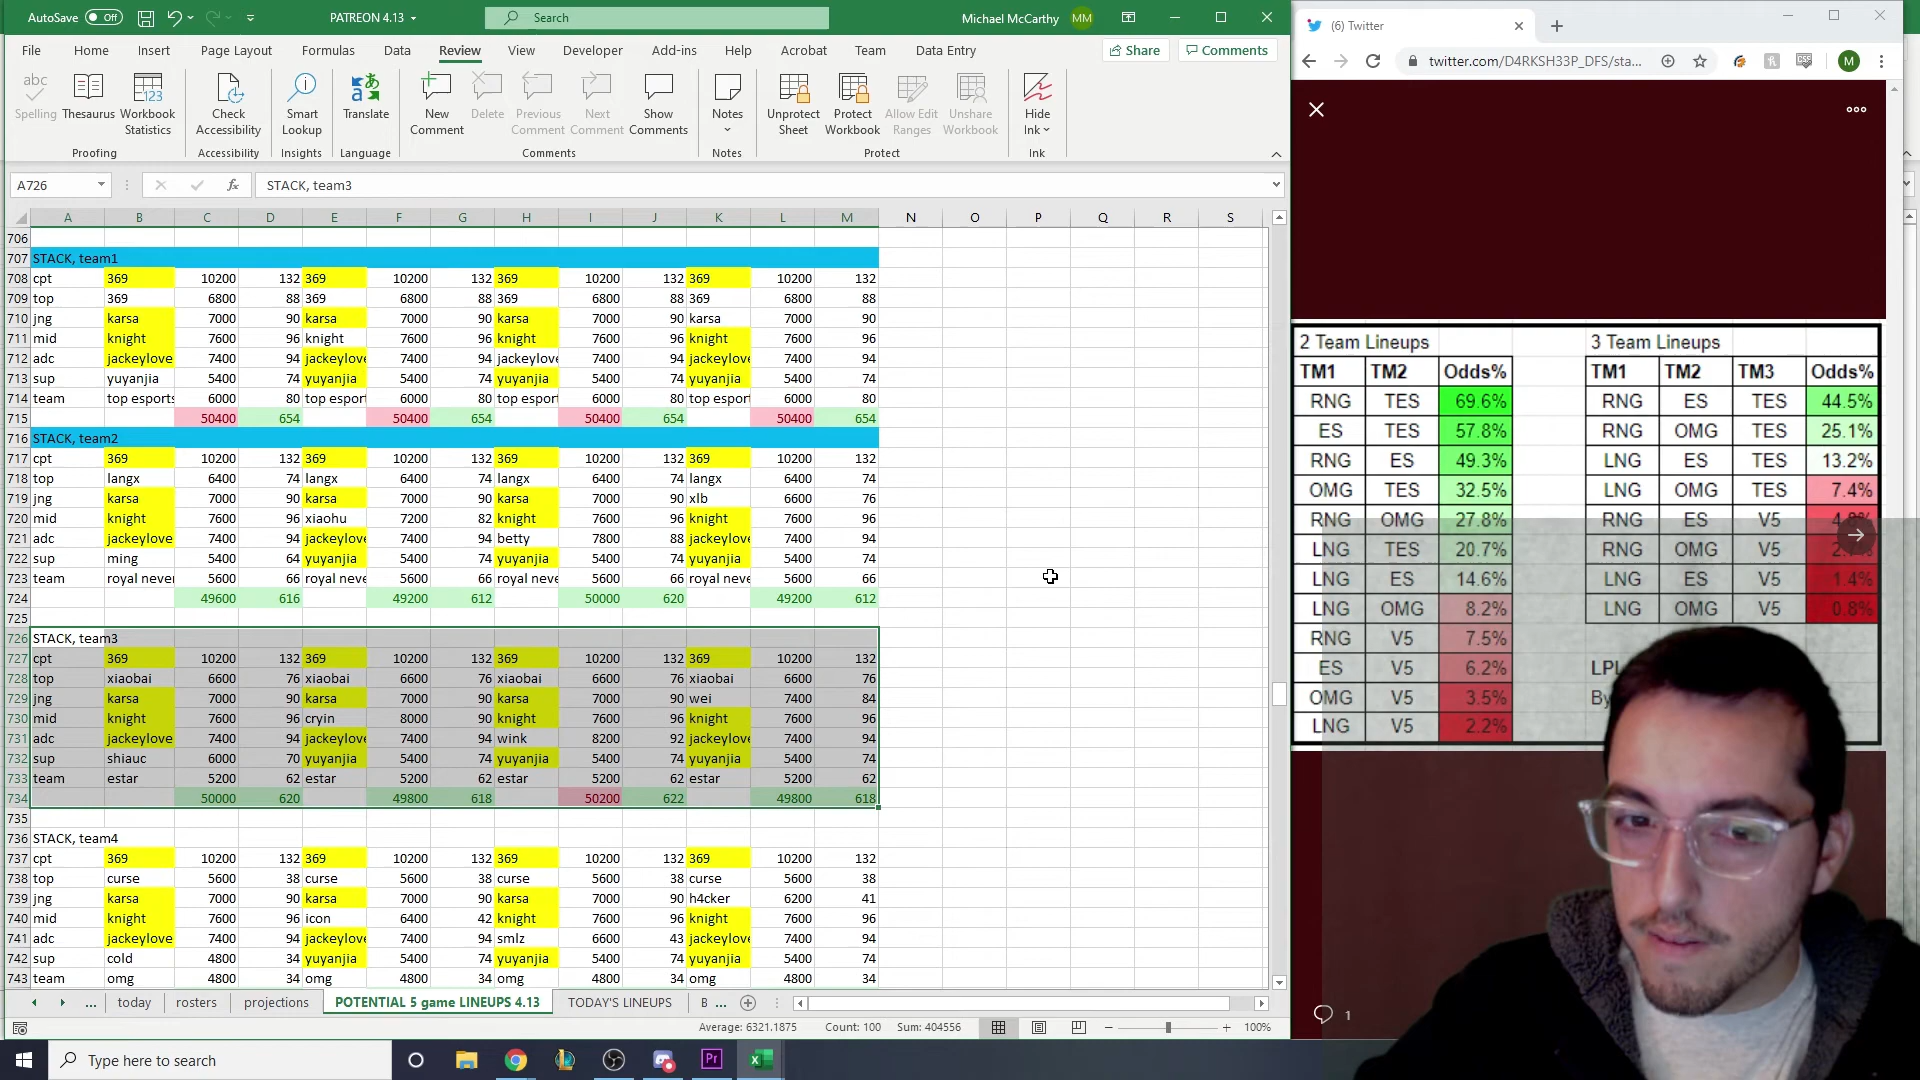 AutoSave Off PATREON 4.13 Search Michael McCarthy MM
File Home Insert Page Layout Formulas Data Review View Developer Add-ins Help Acrobat Team Data Entry Share Comments
abc
Spelling Thesaurus Workbook Statistics Check Accessibility Smart Lookup Translate New Comment Delete Previous Comment Next Comment Show Comments Notes Unprotect Sheet Protect Workbook Allow Edit Ranges Unshare Workbook Hide Ink
Proofing Accessibility Insights Language Comments Notes Protect Ink
A726 fx STACK, team3
A B C D E F G H I J K L M N O P Q R S
706
707 STACK, team1
708 cpt 369 10200 132 369 10200 132 369 10200 132 369 10200 132
709 top 369 6800 88 369 6800 88 369 6800 88 369 6800 88
710 jng karsa 7000 90 karsa 7000 90 karsa 7000 90 karsa 7000 90
711 mid knight 7600 96 knight 7600 96 knight 7600 96 knight 7600 96
712 adc jackeylove 7400 94 jackeylove 7400 94 jackeylove 7400 94 jackeylove 7400 94
713 sup yuyanjia 5400 74 yuyanjia 5400 74 yuyanjia 5400 74 yuyanjia 5400 74
714 team top esports 6000 80 top esport 6000 80 top esport 6000 80 top esport 6000 80
715 50400 654 50400 654 50400 654 50400 654
716 STACK, team2
717 cpt 369 10200 132 369 10200 132 369 10200 132 369 10200 132
718 top langx 6400 74 langx 6400 74 langx 6400 74 langx 6400 74
719 jng karsa 7000 90 karsa 7000 90 karsa 7000 90 xlb 6600 76
720 mid knight 7600 96 xiaohu 7200 82 knight 7600 96 knight 7600 96
721 adc jackeylove 7400 94 jackeylove 7400 94 betty 7800 88 jackeylove 7400 94
722 sup ming 5400 64 yuyanjia 5400 74 yuyanjia 5400 74 yuyanjia 5400 74
723 team royal never 5600 66 royal neve 5600 66 royal neve 5600 66 royal neve 5600 66
724 49600 616 49200 612 50000 620 49200 612
725
726 STACK, team3
727 cpt 369 10200 132 369 10200 132 369 10200 132 369 10200 132
728 top xiaobai 6600 76 xiaobai 6600 76 xiaobai 6600 76 xiaobai 6600 76
729 jng karsa 7000 90 karsa 7000 90 karsa 7000 90 wei 7400 84
730 mid knight 7600 96 cryin 8000 90 knight 7600 96 knight 7600 96
731 adc jackeylove 7400 94 jackeylove 7400 94 wink 8200 92 jackeylove 7400 94
732 sup shiauc 6000 70 yuyanjia 5400 74 yuyanjia 5400 74 yuyanjia 5400 74
733 team estar 5200 62 estar 5200 62 estar 5200 62 estar 5200 62
734 50000 620 49800 618 50200 622 49800 618
735
736 STACK, team4
737 cpt 369 10200 132 369 10200 132 369 10200 132 369 10200 132
738 top curse 5600 38 curse 5600 38 curse 5600 38 curse 5600 38
739 jng karsa 7000 90 karsa 7000 90 karsa 7000 90 h4cker 6200 41
740 mid knight 7600 96 icon 6400 42 knight 7600 96 knight 7600 96
741 adc jackeylove 7400 94 jackeylove 7400 94 smlz 6600 43 jackeylove 7400 94
742 sup cold 4800 34 yuyanjia 5400 74 yuyanjia 5400 74 yuyanjia 5400 74
743 team omg 4800 34 omg 4800 34 omg 4800 34 omg 4800 34
... today rosters projections POTENTIAL 5 game LINEUPS 4.13 TODAY'S LINEUPS B ...
Average: 6321.1875 Count: 100 Sum: 404556 100%
Type here to search
Pr
(6) Twitter
twitter.com/D4RKSH33P_DFS/sta... M
2 Team Lineups 3 Team Lineups
TM1 TM2 Odds% TM1 TM2 TM3 Odds%
RNG TES 69.6% RNG ES TES 44.5%
ES TES 57.8% RNG OMG TES 25.1%
RNG ES 49.3% LNG ES TES 13.2%
OMG TES 32.5% LNG OMG TES 7.4%
RNG OMG 27.8% RNG ES V5
LNG TES 20.7% RNG OMG V5
LNG ES 14.6% LNG ES V5 1.4%
LNG OMG 8.2% LNG OMG V5 0.8%
RNG V5 7.5%
ES V5 6.2% LPL
OMG V5 3.5% By
LNG V5 2.2%
1